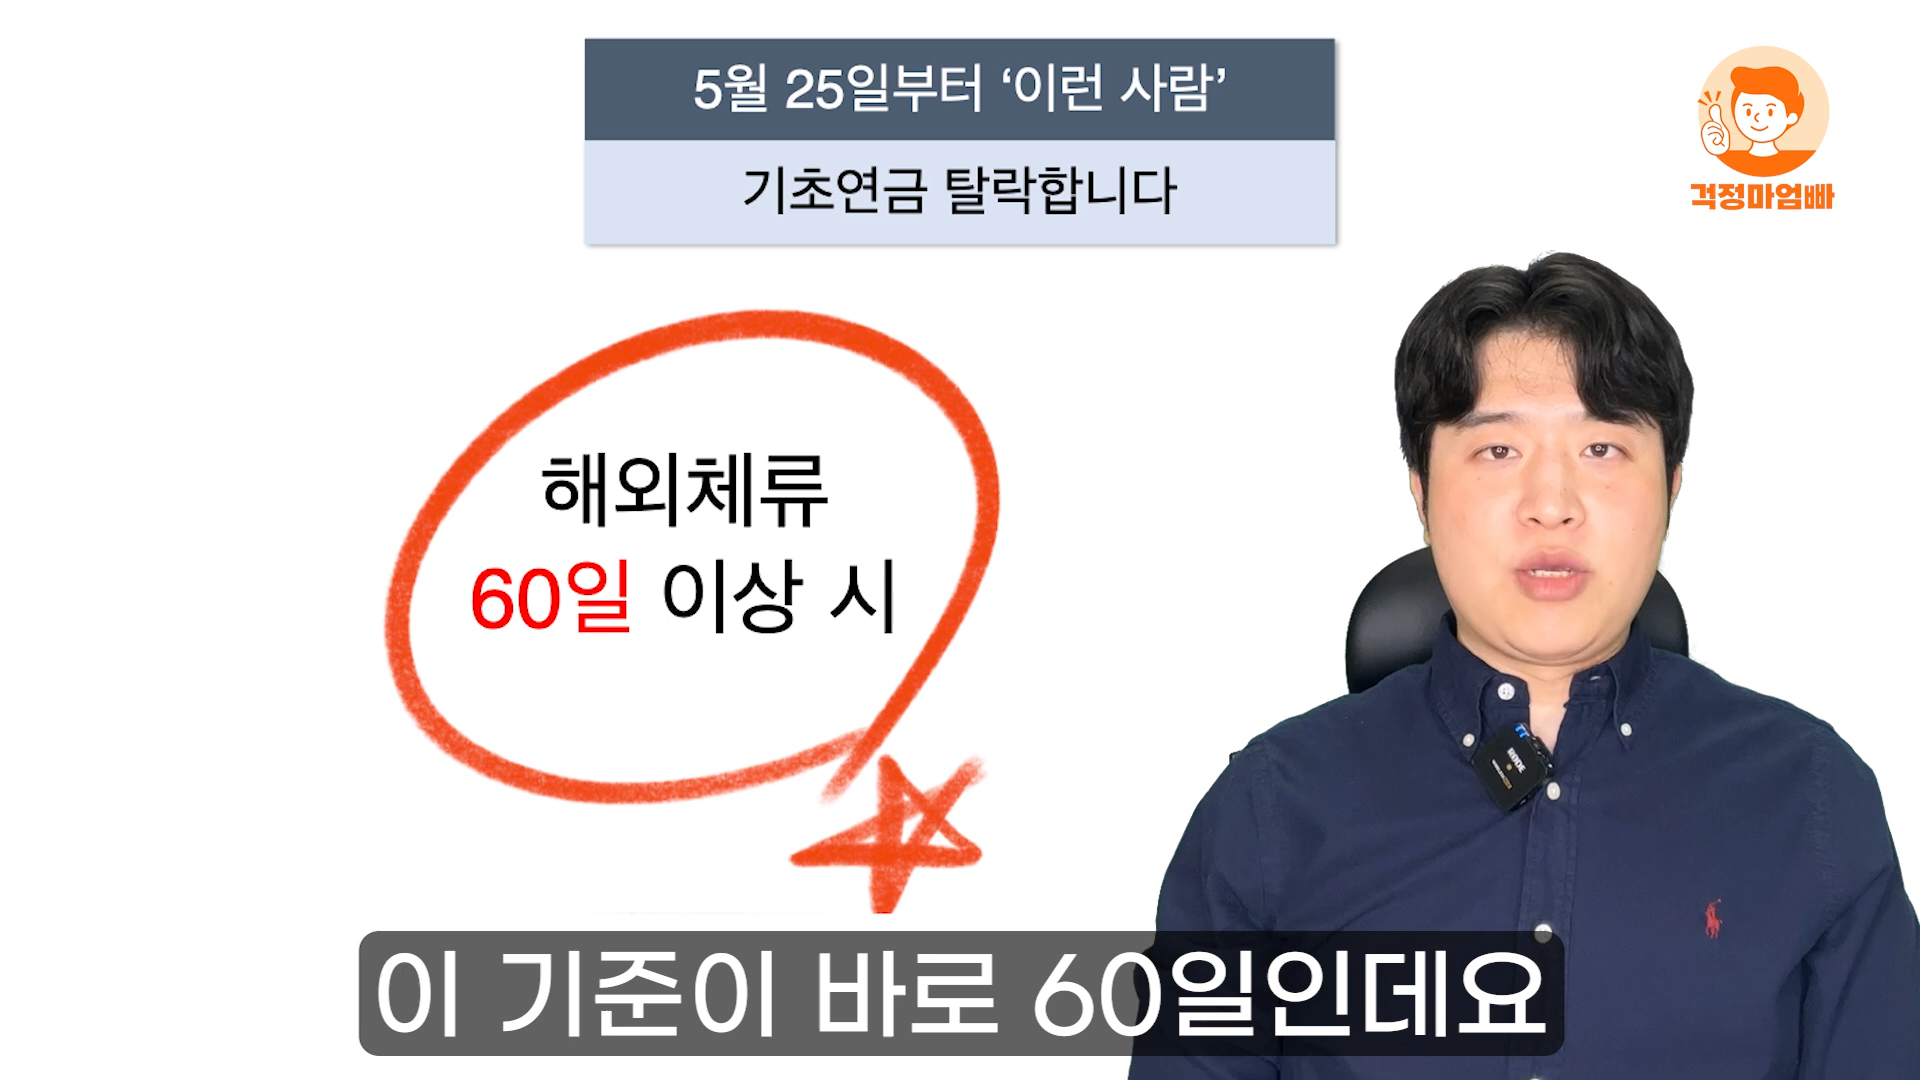 5월 25일부터 ‘이런 사람’
기초연금 탈락합니다
걱정마엄빠
해외체류
60일 이상 시
RØDE
이 기준이 바로 60일인데요